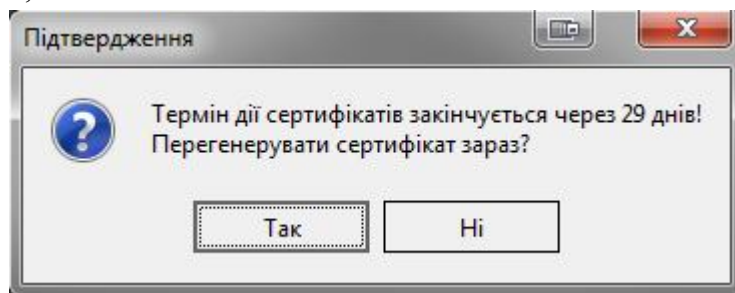 Підтвердження
Термін дії сертифікатів закінчується через 29 днів!
Перегенерувати сертифікат зараз?
Так
Ні